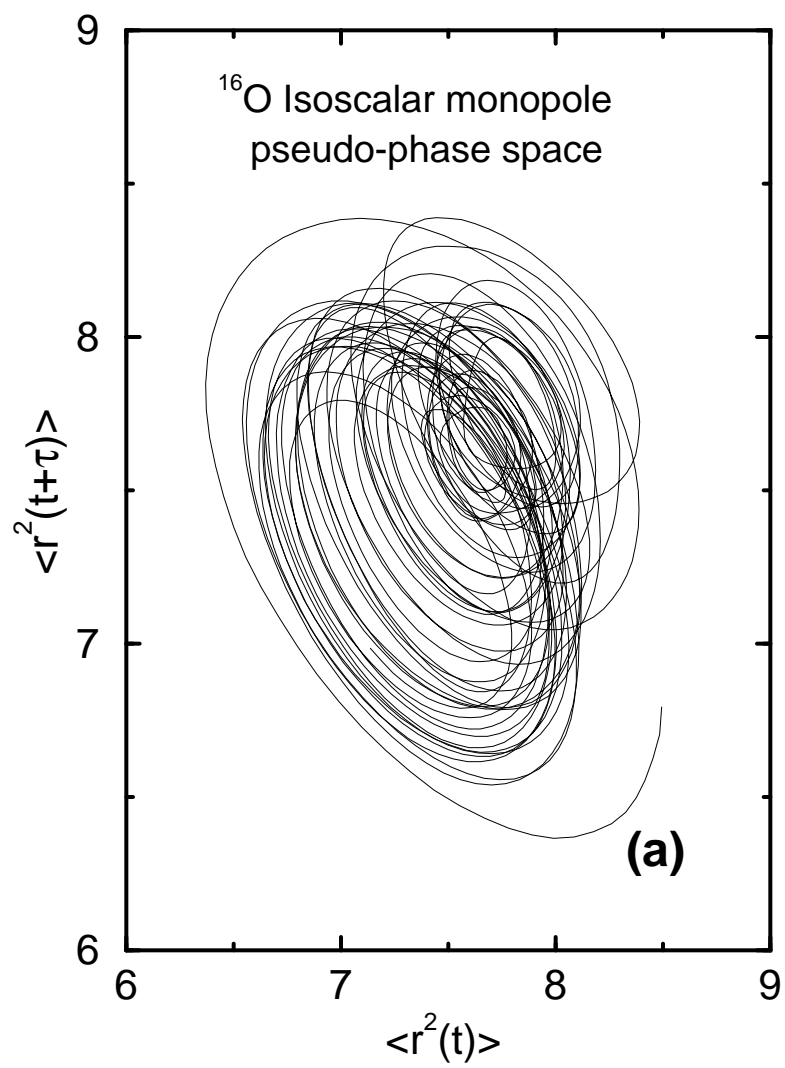 9
¹⁶O Isoscalar monopole
pseudo-phase space
8
<r²(t+τ)>
7
(a)
6
6 7 8 9
<r²(t)>